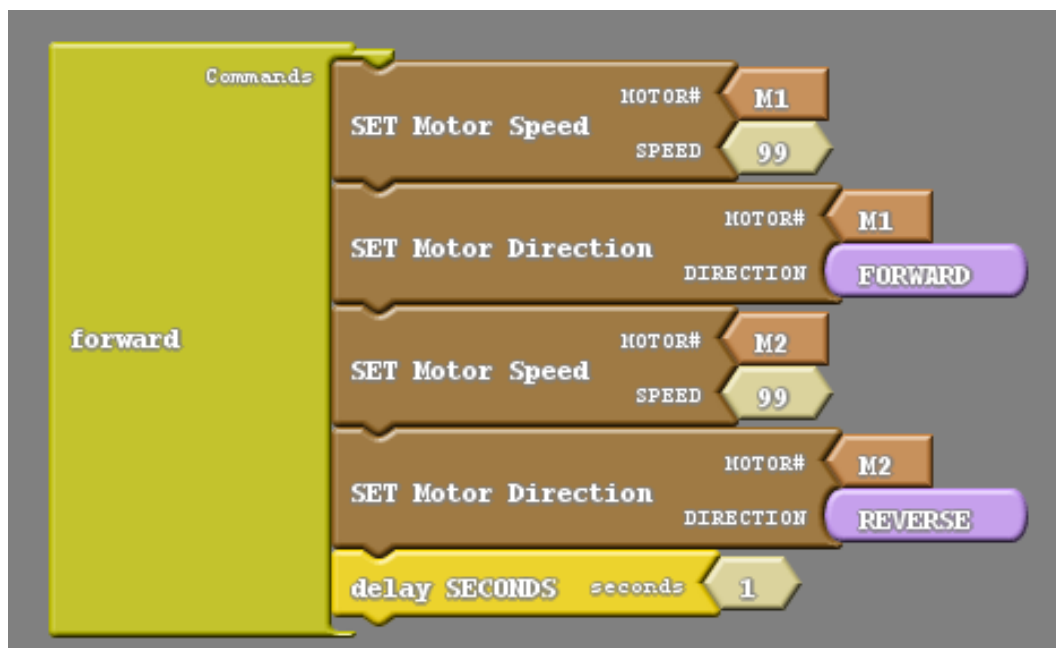 Commands
MOTOR# M1
SET Motor Speed
SPEED 99
MOTOR# M1
SET Motor Direction
DIRECTION FORWARD
forward
MOTOR# M2
SET Motor Speed
SPEED 99
MOTOR# M2
SET Motor Direction
DIRECTION REVERSE
delay SECONDS seconds 1